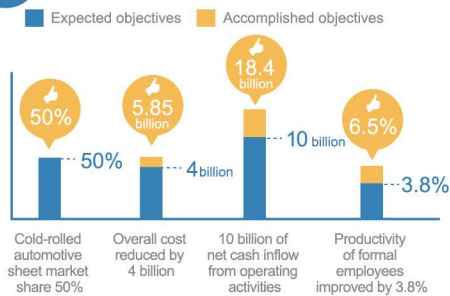 Expected objectives
Accomplished objectives
50%
5.85
billion
18.4
billion
6.5%
50%
4 billion
10 billion
3.8%
Cold-rolled
automotive
sheet market
share 50%
Overall cost
reduced by
4 billion
10 billion of
net cash inflow
from operating
activities
Productivity
of formal
employees
improved by 3.8%